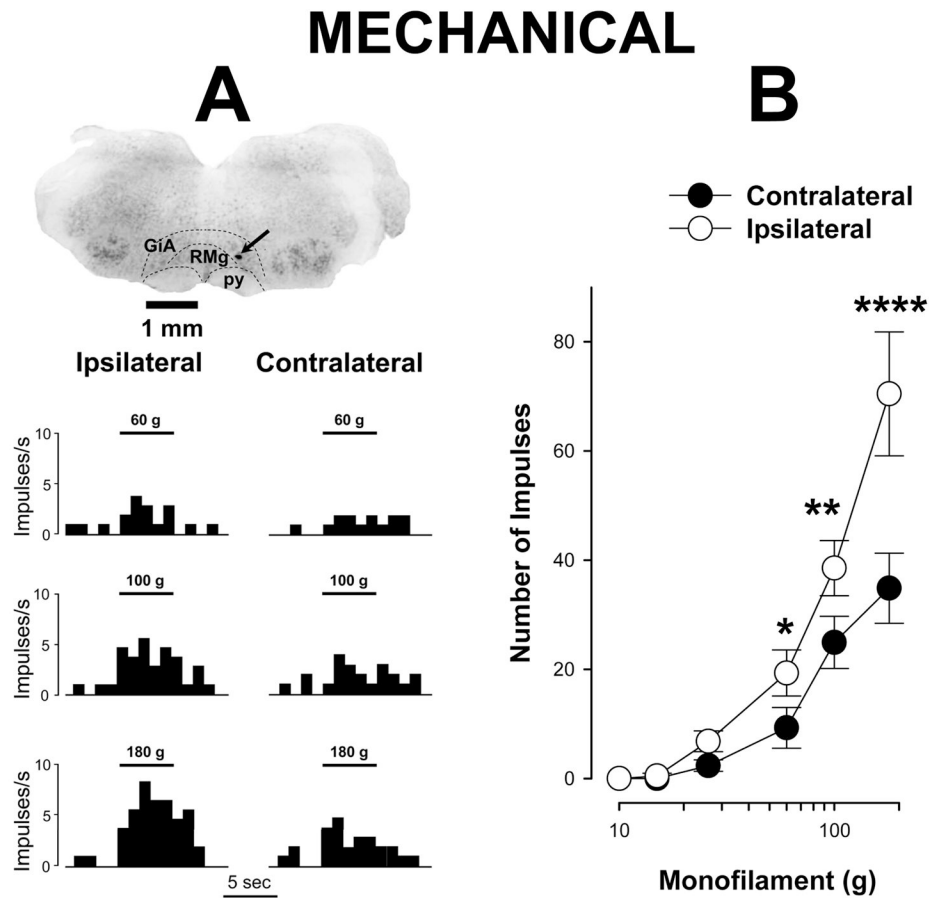 MECHANICAL
A
GiA
RMg
py
1 mm
Ipsilateral Contralateral
60 g 60 g
Impulses/s
10
5
0
100 g 100 g
Impulses/s
10
5
0
180 g 180 g
Impulses/s
10
5
0
5 sec
B
Contralateral
Ipsilateral
Number of Impulses
80
60
40
20
0
* ** ****
10 100
Monofilament (g)